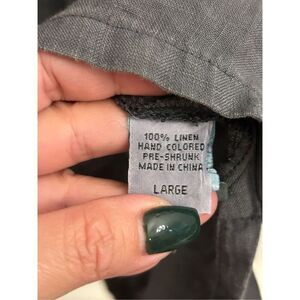 100% LINEN
HAND COLORED
PRE-SHRUNK
MADE IN CHINA
LARGE